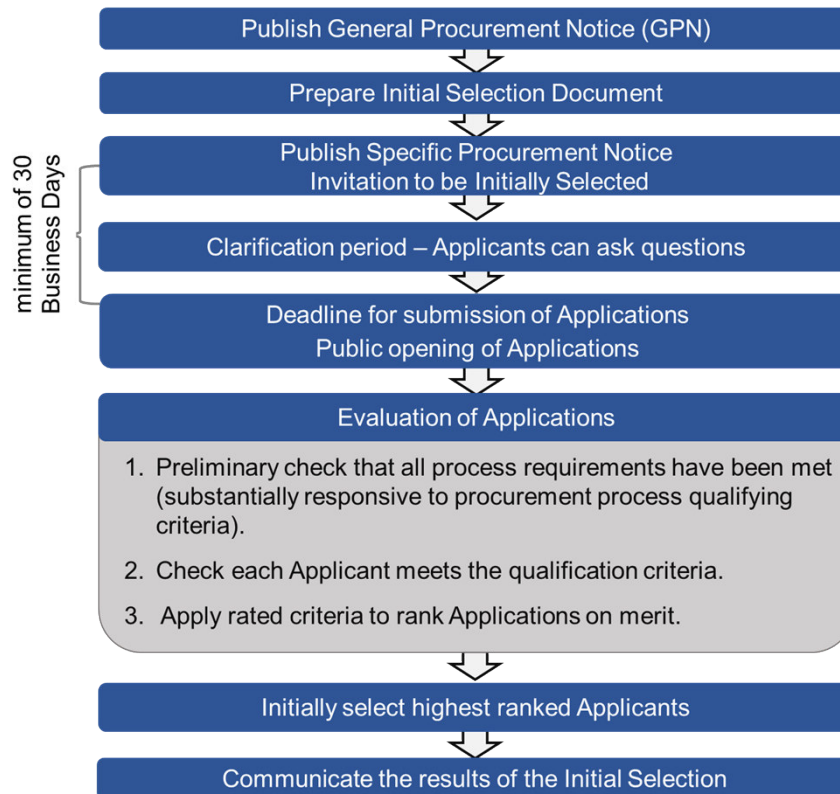 Publish General Procurement Notice (GPN)
Prepare Initial Selection Document
minimum of 30
Business Days
Publish Specific Procurement Notice
Invitation to be Initially Selected
Clarification period – Applicants can ask questions
Deadline for submission of Applications
Public opening of Applications
Evaluation of Applications
1. Preliminary check that all process requirements have been met
(substantially responsive to procurement process qualifying
criteria).
2. Check each Applicant meets the qualification criteria.
3. Apply rated criteria to rank Applications on merit.
Initially select highest ranked Applicants
Communicate the results of the Initial Selection